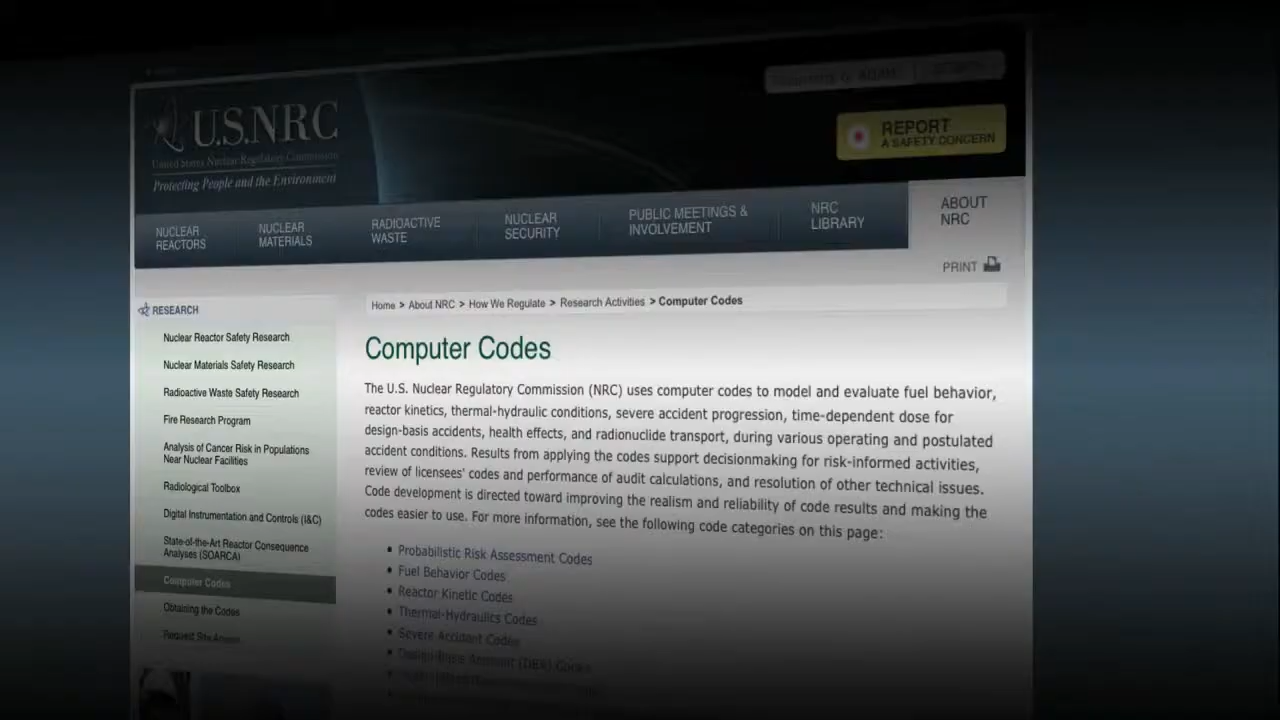 U.S.NRC
United States Nuclear Regulatory Commission
Protecting People and the Environment
REPORT
A SAFETY CONCERN
NUCLEAR
REACTORS
NUCLEAR
MATERIALS
RADIOACTIVE
WASTE
NUCLEAR
SECURITY
PUBLIC MEETINGS &
INVOLVEMENT
NRC
LIBRARY
ABOUT
NRC
PRINT
RESEARCH
Nuclear Reactor Safety Research
Nuclear Materials Safety Research
Radioactive Waste Safety Research
Fire Research Program
Analysis of Cancer Risk in Populations
Near Nuclear Facilities
Radiological Toolbox
Digital Instrumentation and Controls (I&C)
State-of-the-Art Reactor Consequence
Analyses (SOARCA)
Computer Codes
Obtaining the Codes
Request Site Access
Home > About NRC > How We Regulate > Research Activities > Computer Codes
Computer Codes
The U.S. Nuclear Regulatory Commission (NRC) uses computer codes to model and evaluate fuel behavior,
reactor kinetics, thermal-hydraulic conditions, severe accident progression, time-dependent dose for
design-basis accidents, health effects, and radionuclide transport, during various operating and postulated
accident conditions. Results from applying the codes support decisionmaking for risk-informed activities,
review of licensees' codes and performance of audit calculations, and resolution of other technical issues.
Code development is directed toward improving the realism and reliability of code results and making the
codes easier to use. For more information, see the following code categories on this page:
• Probabilistic Risk Assessment Codes
• Fuel Behavior Codes
• Reactor Kinetic Codes
• Thermal-Hydraulics Codes
• Severe Accident Codes
• Design-Basis Accident (DBA) Codes